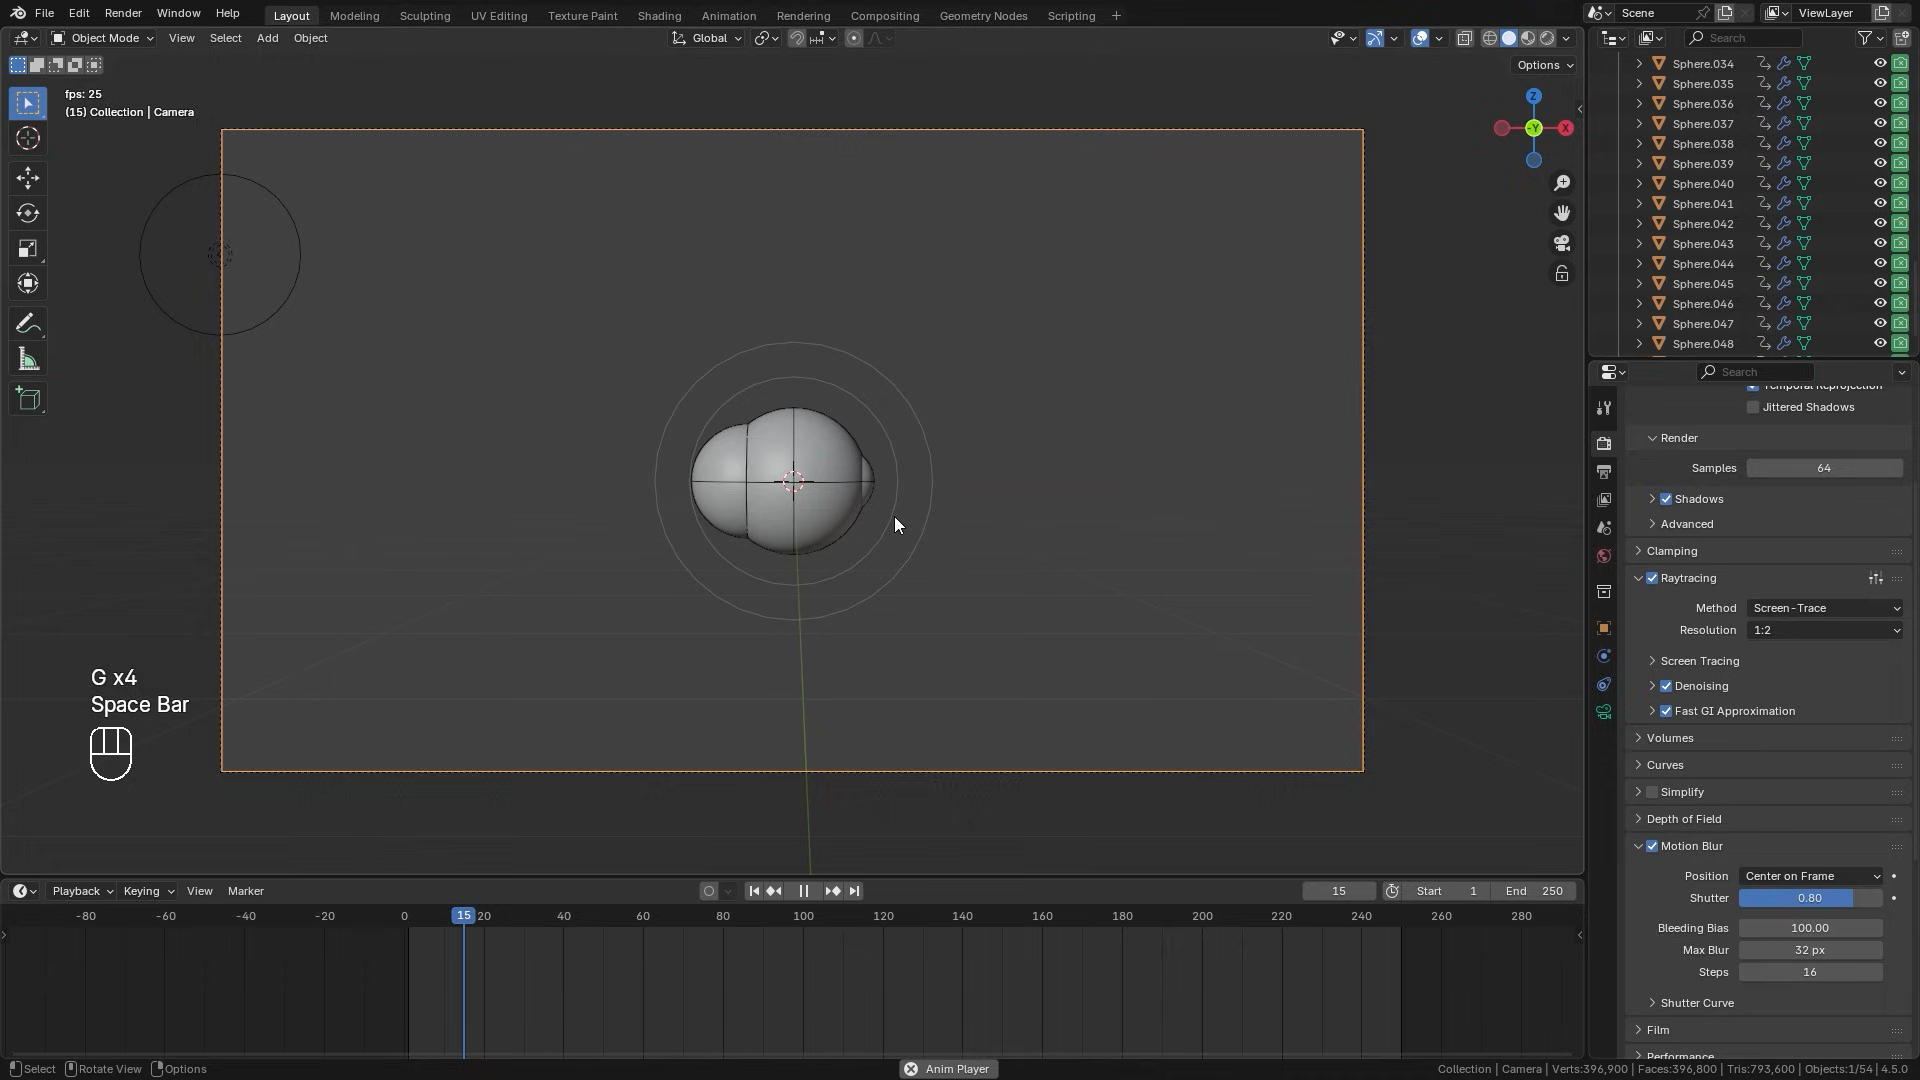 File Edit Render Window Help Layout Modeling Sculpting UV Editing Texture Paint Shading Animation Rendering Compositing Geometry Nodes Scripting Scene ViewLayer
Object Mode View Select Add Object Global Search
Options
fps: 25
(15) Collection | Camera
Z
-Y
X
G x4
Space Bar
Sphere.034
Sphere.035
Sphere.036
Sphere.037
Sphere.038
Sphere.039
Sphere.040
Sphere.041
Sphere.042
Sphere.043
Sphere.044
Sphere.045
Sphere.046
Sphere.047
Sphere.048
Search
Temporal Reprojection
Jittered Shadows
Render
Samples 64
Shadows
Advanced
Clamping
Raytracing
Method Screen-Trace
Resolution 1:2
Screen Tracing
Denoising
Fast GI Approximation
Volumes
Curves
Simplify
Depth of Field
Motion Blur
Position Center on Frame
Shutter 0.80
Bleeding Bias 100.00
Max Blur 32 px
Steps 16
Shutter Curve
Film
Performance
Playback Keying View Marker 15 Start 1 End 250
-80 -60 -40 -20 0 15 20 40 60 80 100 120 140 160 180 200 220 240 260 280
Select Rotate View Options Anim Player Collection | Camera | Verts:396,900 | Faces:396,800 | Tris:793,600 | Objects:1/54 | 4.5.0